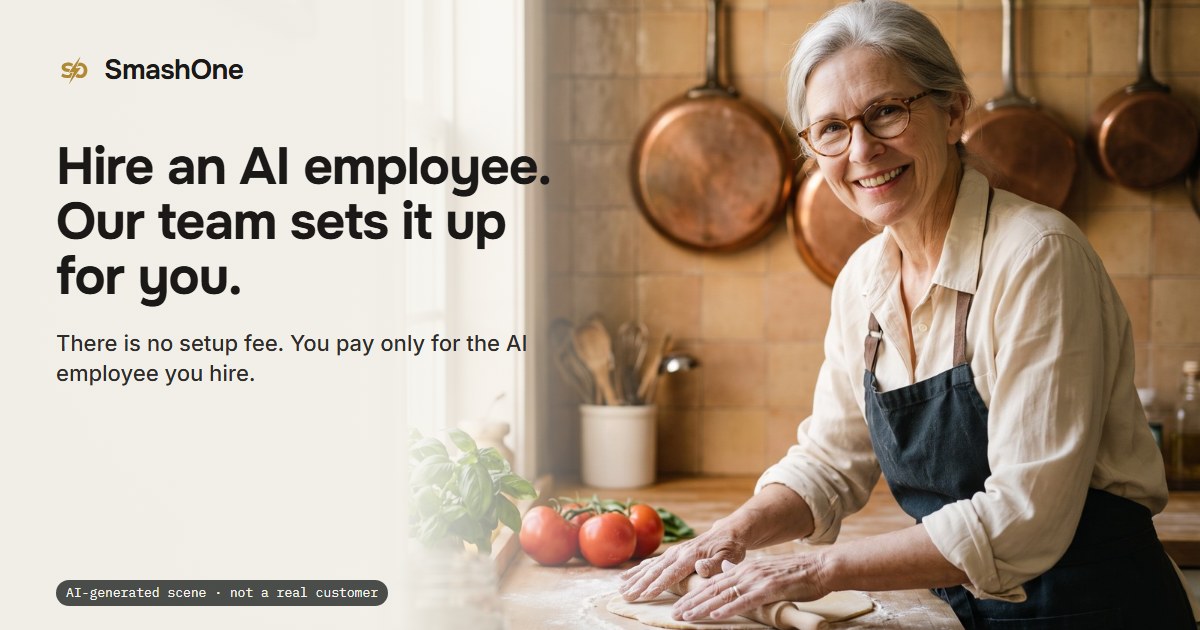 SmashOne
Hire an AI employee.
Our team sets it up
for you.
There is no setup fee. You pay only for the AI
employee you hire.
AI-generated scene · not a real customer